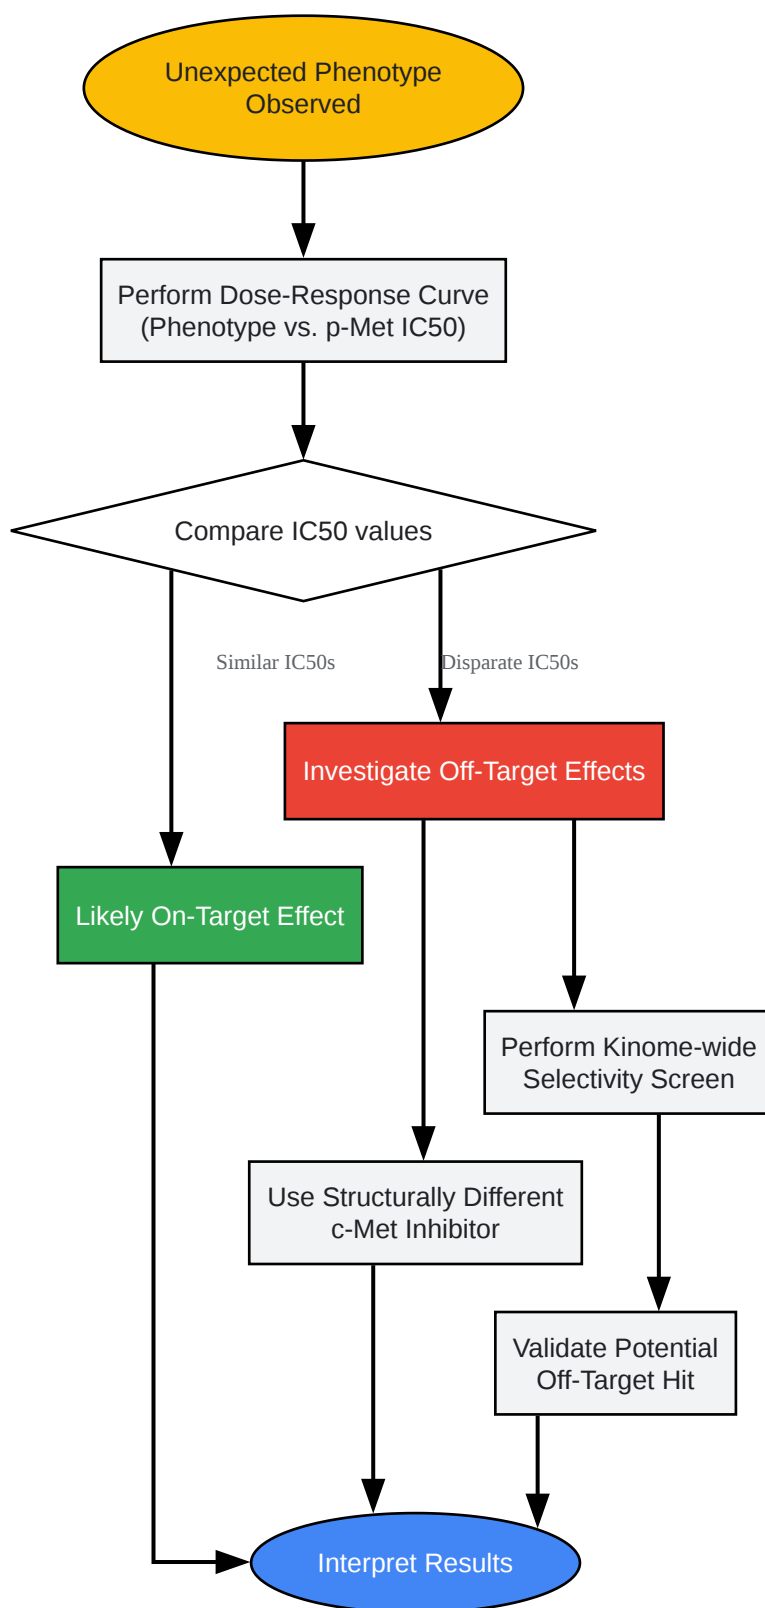 Unexpected Phenotype
Observed
Perform Dose-Response Curve
(Phenotype vs. p-Met IC50)
Compare IC50 values
Similar IC50s
Disparate IC50s
Investigate Off-Target Effects
Likely On-Target Effect
Perform Kinome-wide
Selectivity Screen
Use Structurally Different
c-Met Inhibitor
Validate Potential
Off-Target Hit
Interpret Results